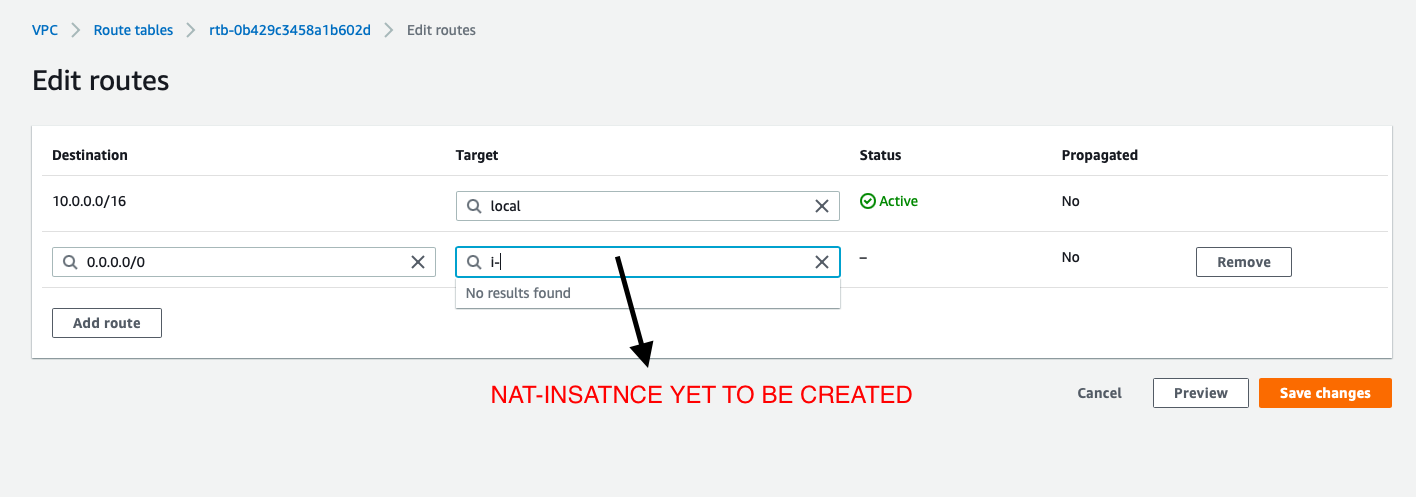 VPC > Route tables > rtb-0b429c3458a1b602d > Edit routes
Edit routes
Destination Target Status Propagated
10.0.0.0/16 local Active No
0.0.0.0/0 i- – No Remove
No results found
Add route
NAT-INSATNCE YET TO BE CREATED
Cancel Preview Save changes